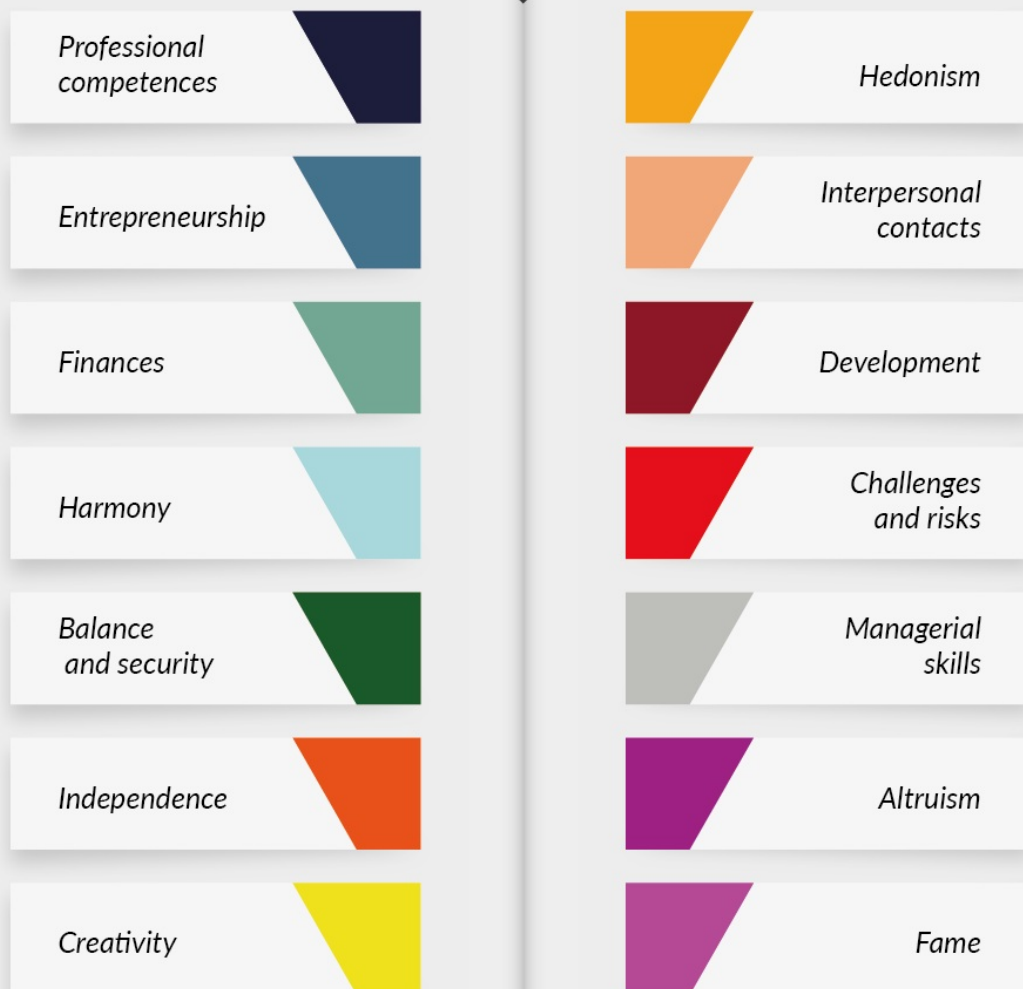 Professional
competences
Entrepreneurship
Finances
Harmony
Balance
and security
Independence
Creativity
Hedonism
Interpersonal
contacts
Development
Challenges
and risks
Managerial
skills
Altruism
Fame